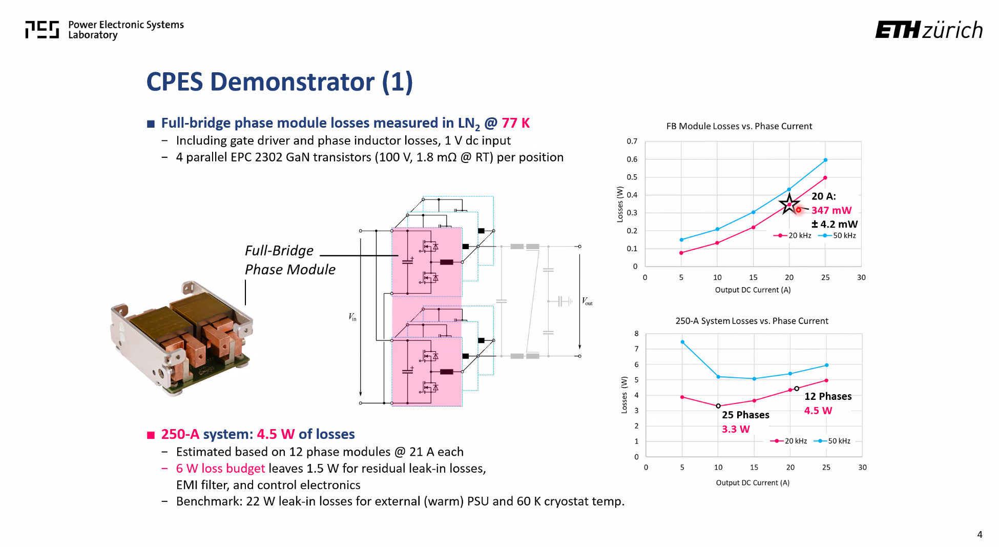 Power Electronic Systems
Laboratory
ETH zürich
CPES Demonstrator (1)
■ Full-bridge phase module losses measured in LN2 @ 77 K
– Including gate driver and phase inductor losses, 1 V dc input
– 4 parallel EPC 2302 GaN transistors (100 V, 1.8 mΩ @ RT) per position
Full-Bridge
Phase Module
Vin
Vout
+
+
FB Module Losses vs. Phase Current
Losses (W)
0.7
0.6
0.5
0.4
0.3
0.2
0.1
0
20 A:
347 mW
± 4.2 mW
20 kHz 50 kHz
0 5 10 15 20 25 30
Output DC Current (A)
250-A System Losses vs. Phase Current
Losses (W)
8
7
6
5
4
3
2
1
0
12 Phases
4.5 W
25 Phases
3.3 W
20 kHz 50 kHz
0 5 10 15 20 25 30
Output DC Current (A)
■ 250-A system: 4.5 W of losses
– Estimated based on 12 phase modules @ 21 A each
– 6 W loss budget leaves 1.5 W for residual leak-in losses,
EMI filter, and control electronics
– Benchmark: 22 W leak-in losses for external (warm) PSU and 60 K cryostat temp.
4